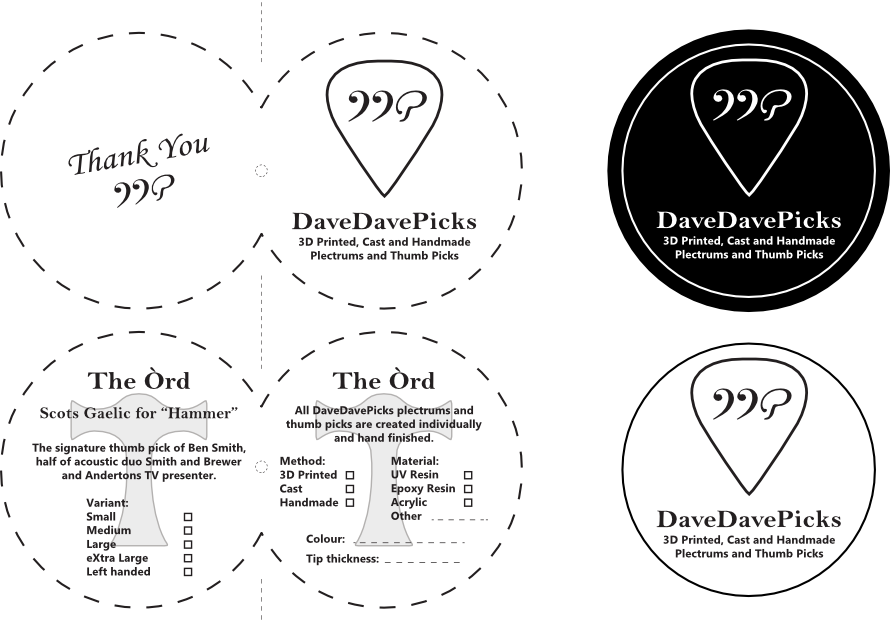 Thank You
DaveDavePicks
3D Printed, Cast and Handmade
Plectrums and Thumb Picks
DaveDavePicks
3D Printed, Cast and Handmade
Plectrums and Thumb Picks
The Òrd
Scots Gaelic for “Hammer”
The signature thumb pick of Ben Smith,
half of acoustic duo Smith and Brewer
and Andertons TV presenter.
Variant:
Small
Medium
Large
eXtra Large
Left handed
The Òrd
All DaveDavePicks plectrums and
thumb picks are created individually
and hand finished.
Method:
3D Printed
Cast
Handmade
Material:
UV Resin
Epoxy Resin
Acrylic
Other
Colour:
Tip thickness:
DaveDavePicks
3D Printed, Cast and Handmade
Plectrums and Thumb Picks